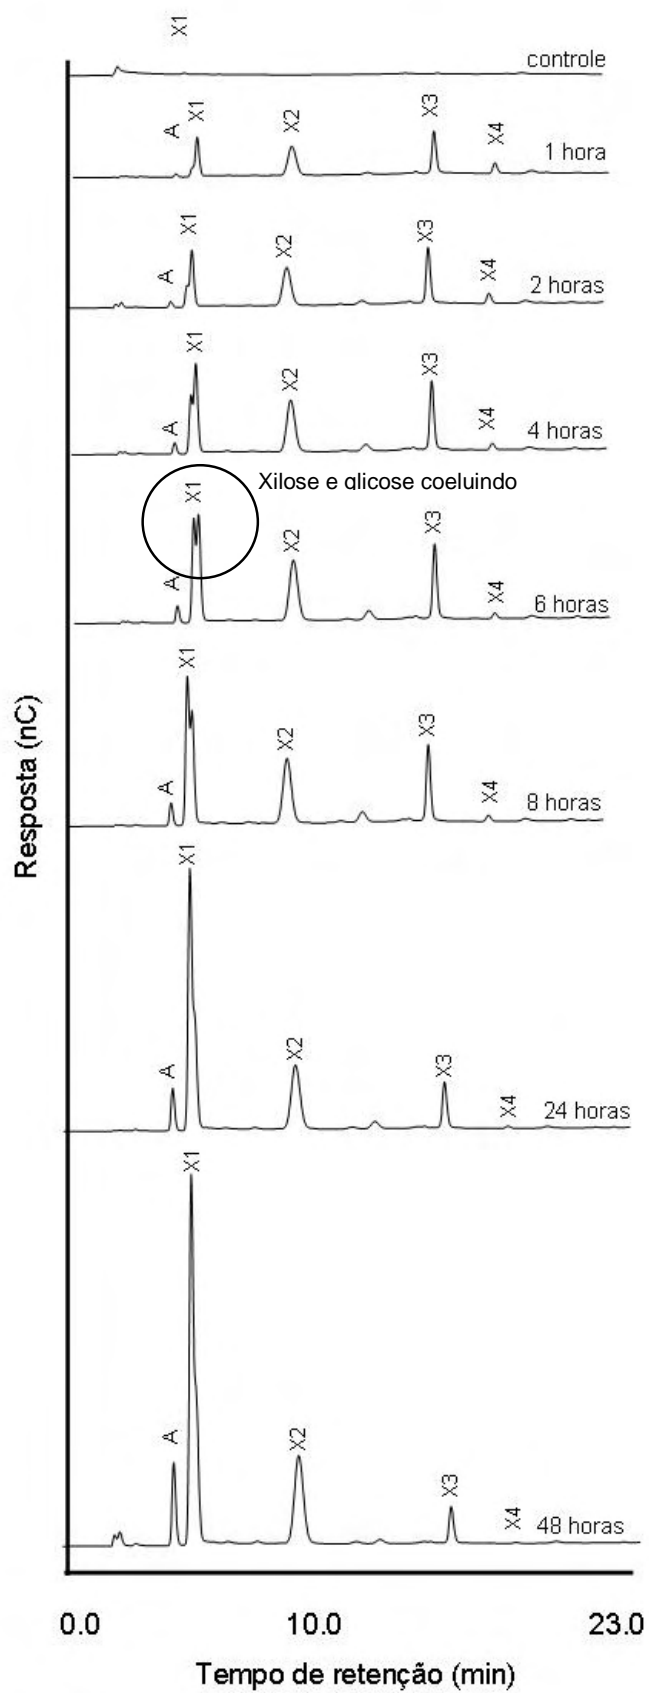 X1
controle
A
X1
X2
X3
X4
1 hora
A
X1
X2
X3
X4
2 horas
A
X1
X2
X3
X4
4 horas
Xilose e glicose coeluindo
A
X1
X2
X3
X4
6 horas
A
X1
X2
X3
X4
8 horas
A
X1
X2
X3
X4
24 horas
A
X1
X2
X3
X4
48 horas
Resposta (nC)
0.0 10.0 23.0
Tempo de retenção (min)